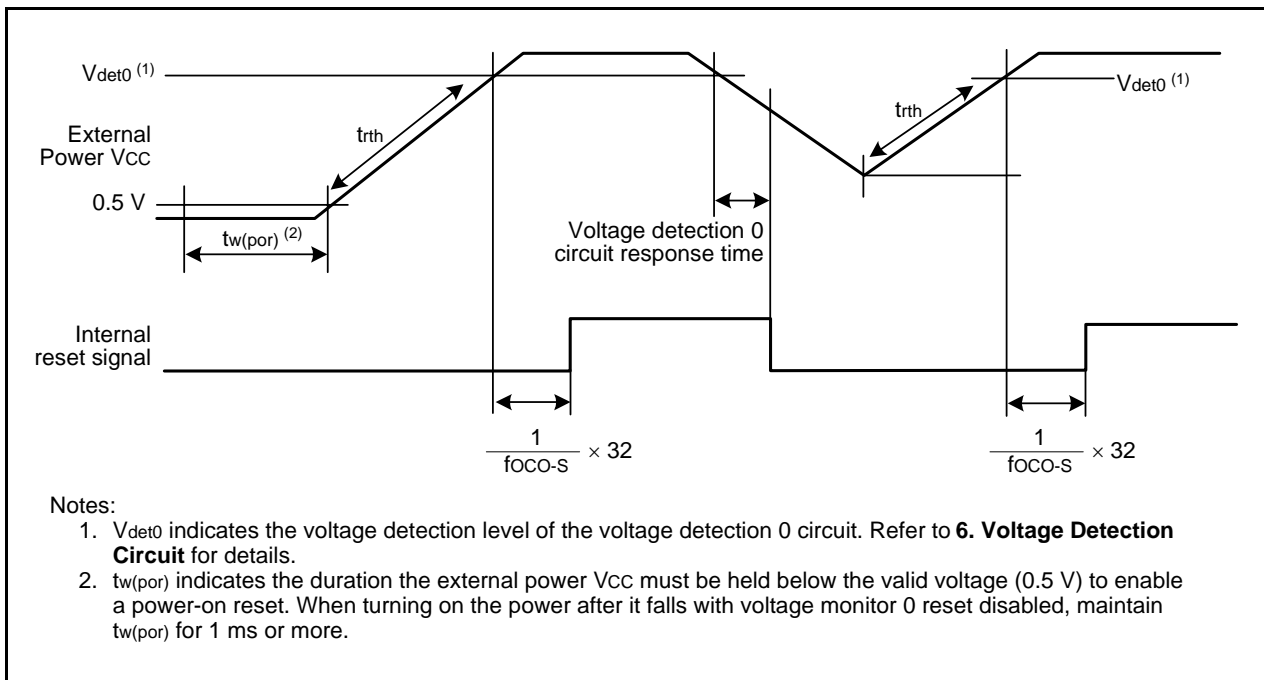 Vdet0 (1)
trth
External
Power VCC
0.5 V
tw(por) (2)
Voltage detection 0
circuit response time
trth
Vdet0 (1)
Internal
reset signal
1
fOCO-S
× 32
1
fOCO-S
× 32
Notes:
1. Vdet0 indicates the voltage detection level of the voltage detection 0 circuit. Refer to 6. Voltage Detection
Circuit for details.
2. tw(por) indicates the duration the external power VCC must be held below the valid voltage (0.5 V) to enable
a power-on reset. When turning on the power after it falls with voltage monitor 0 reset disabled, maintain
tw(por) for 1 ms or more.